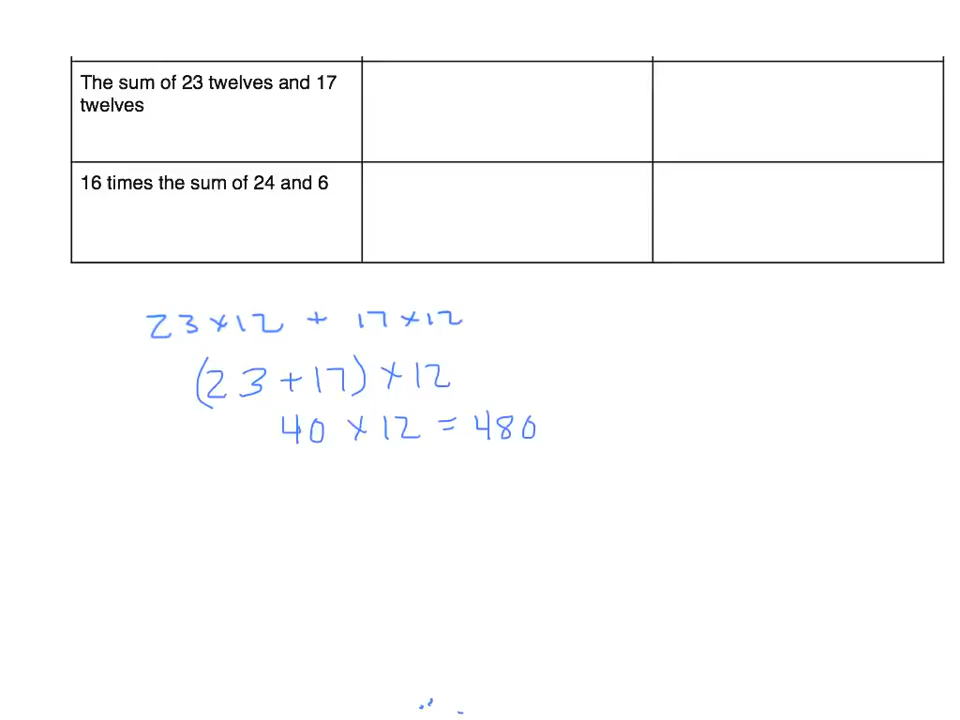 The sum of 23 twelves and 17
twelves
16 times the sum of 24 and 6
23 × 12 + 17 × 12
(23 + 17) × 12
40 × 12 = 480